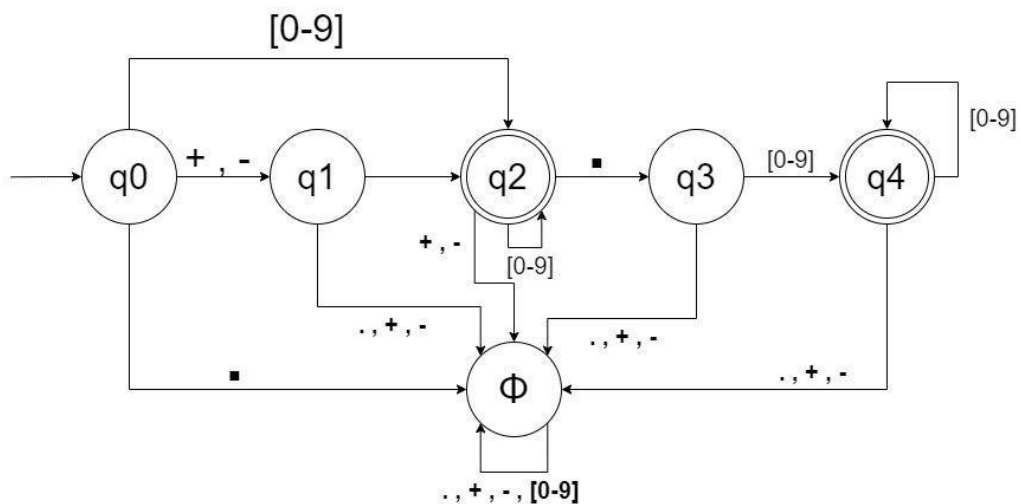 [0-9]
[0-9]
q0
+ , -
q1
q2
.
q3
[0-9]
q4
+ , -
[0-9]
. , + , -
. , + , -
.
Φ
. , + , -
. , + , - , [0-9]